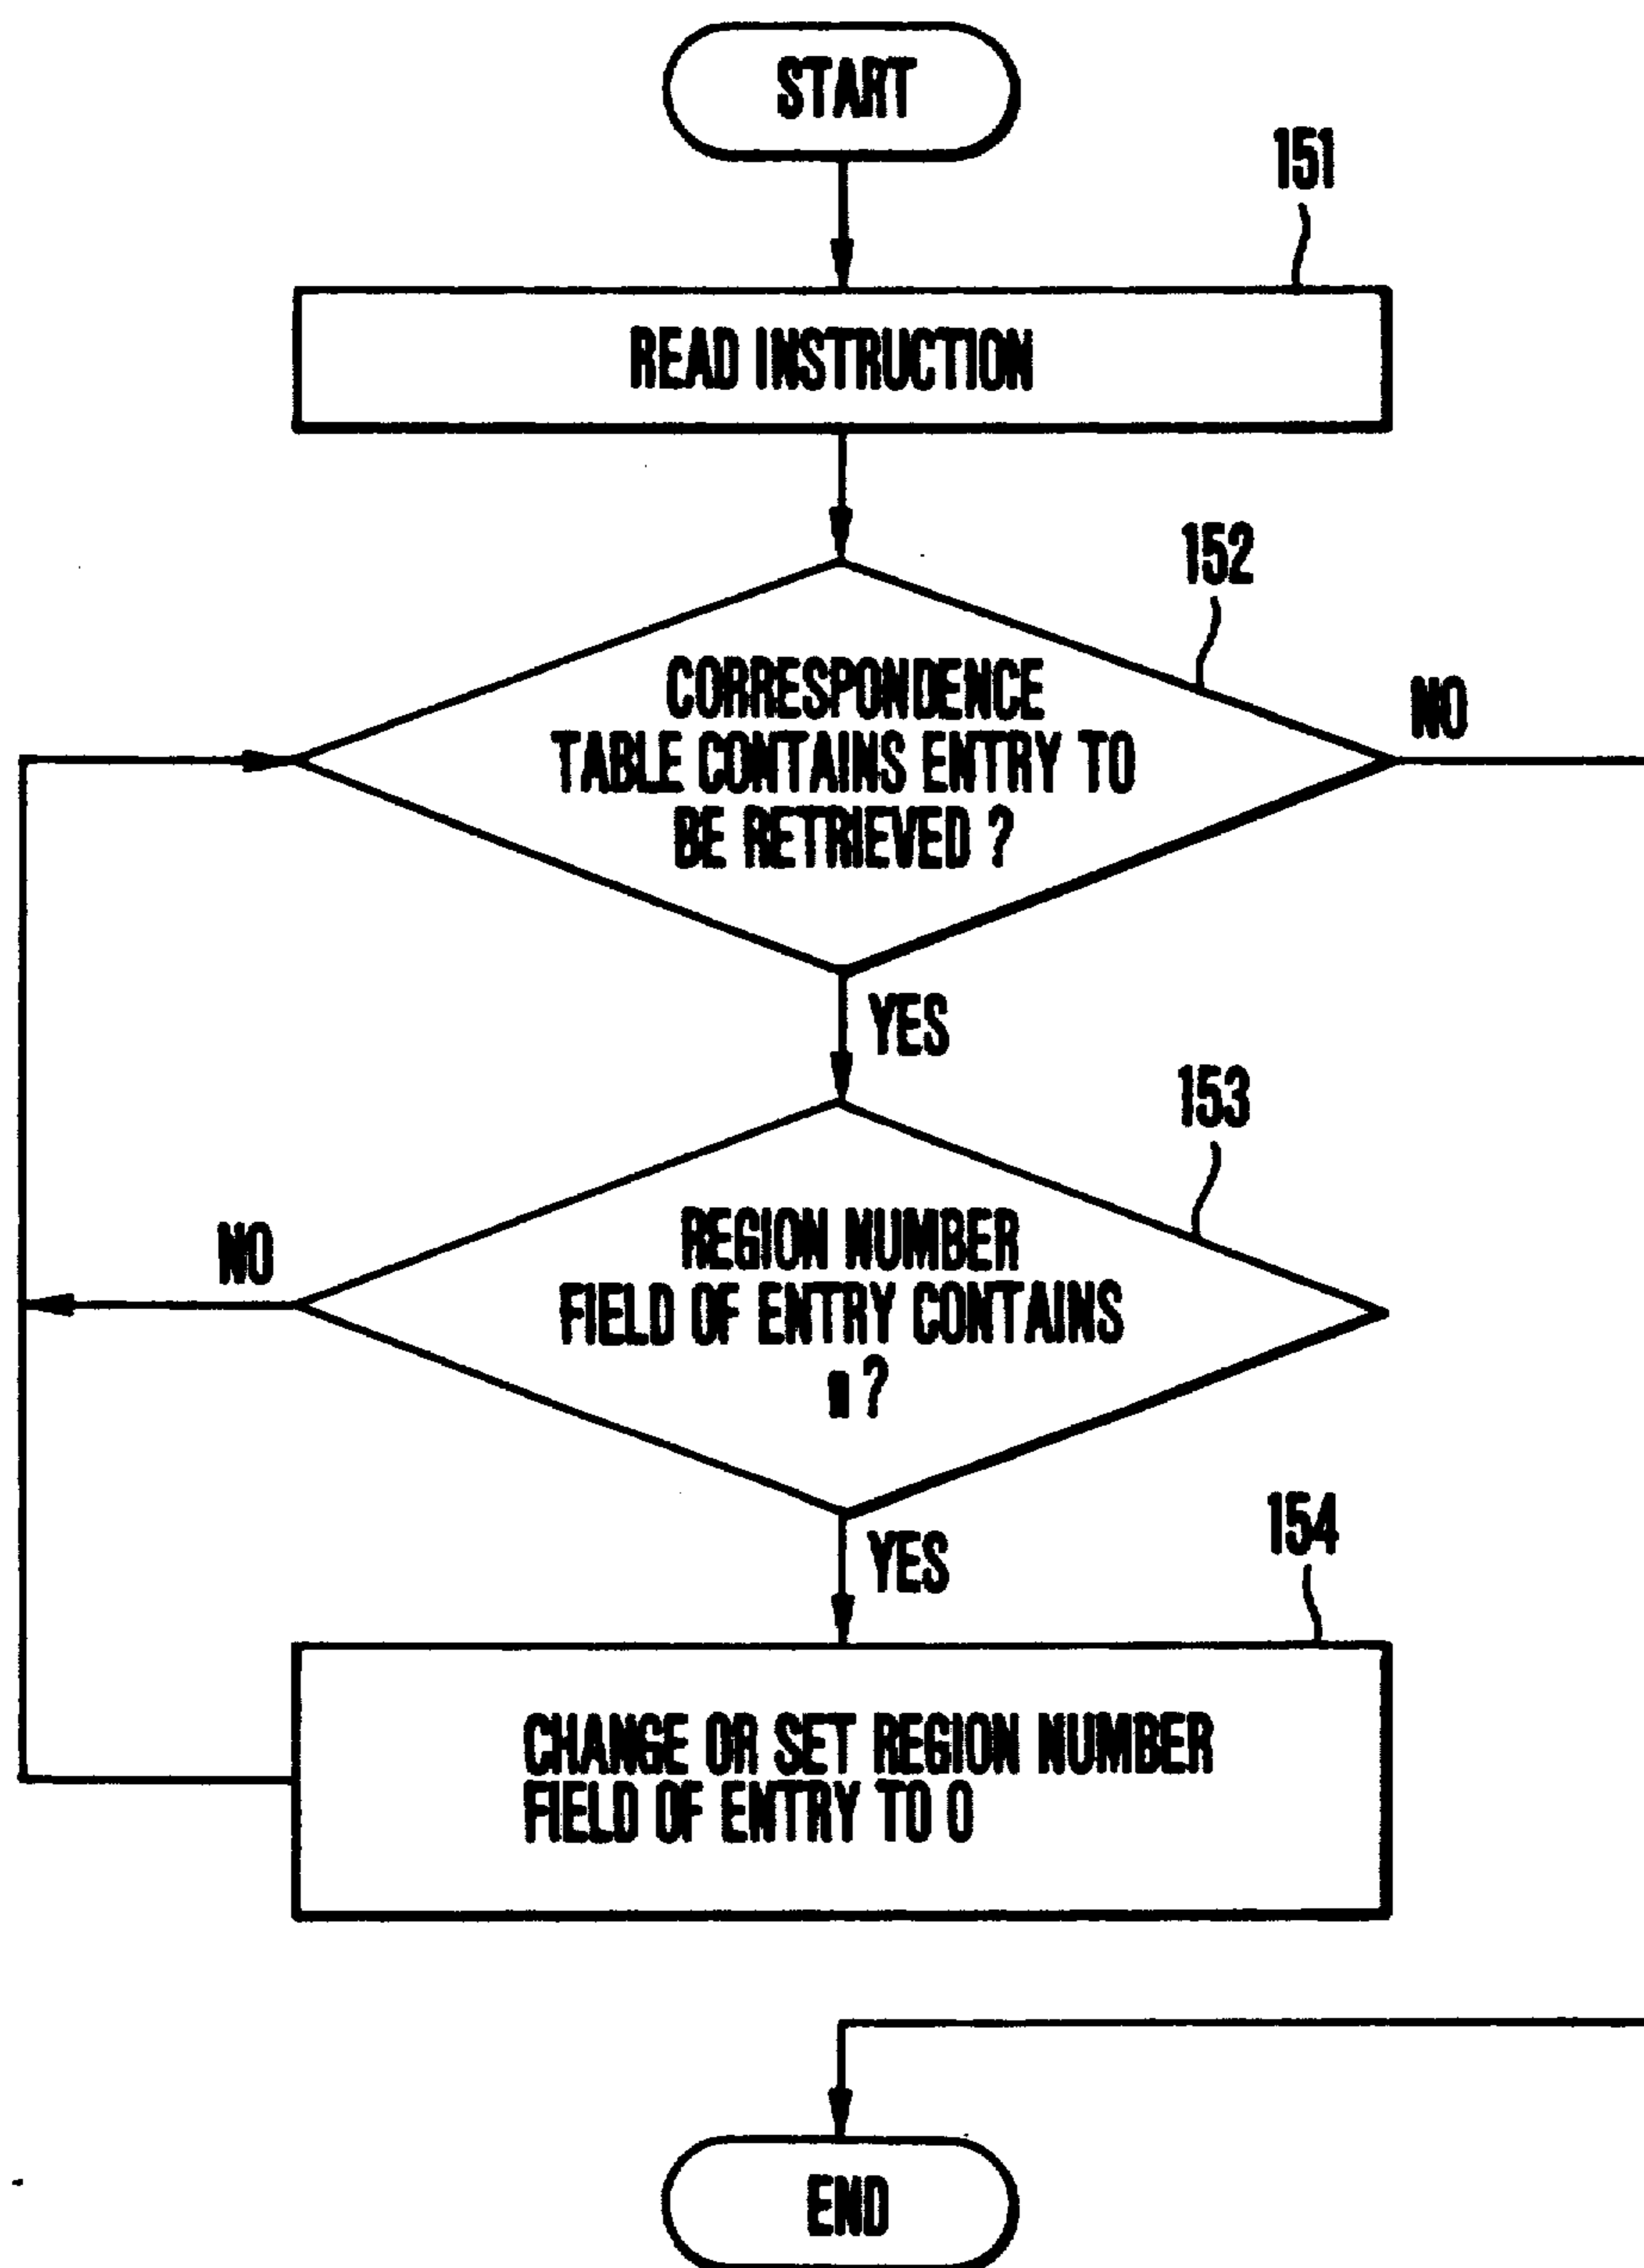 START
151
READ INSTRUCTION
152
CORRESPONDENCE
TABLE CONTAINS ENTRY TO
BE RETRIEVED ?
NO
YES
153
REGION NUMBER
FIELD OF ENTRY CONTAINS
?
NO
YES
154
CHANGE OR SET REGION NUMBER
FIELD OF ENTRY TO 0
END